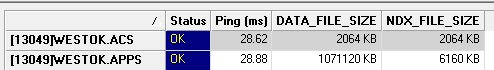 / Status Ping (ms) DATA_FILE_SIZE NDX_FILE_SIZE
[13049]WESTOK.ACS OK 28.62 2064 KB 2064 KB
[13049]WESTOK.APPS OK 28.88 1071120 KB 6160 KB